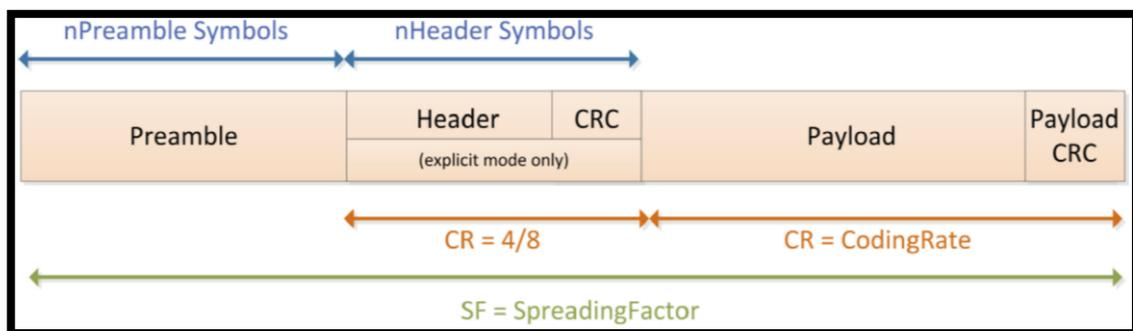 nPreamble Symbols
nHeader Symbols
Preamble
Header
CRC
(explicit mode only)
Payload
Payload
CRC
CR = 4/8
CR = CodingRate
SF = SpreadingFactor